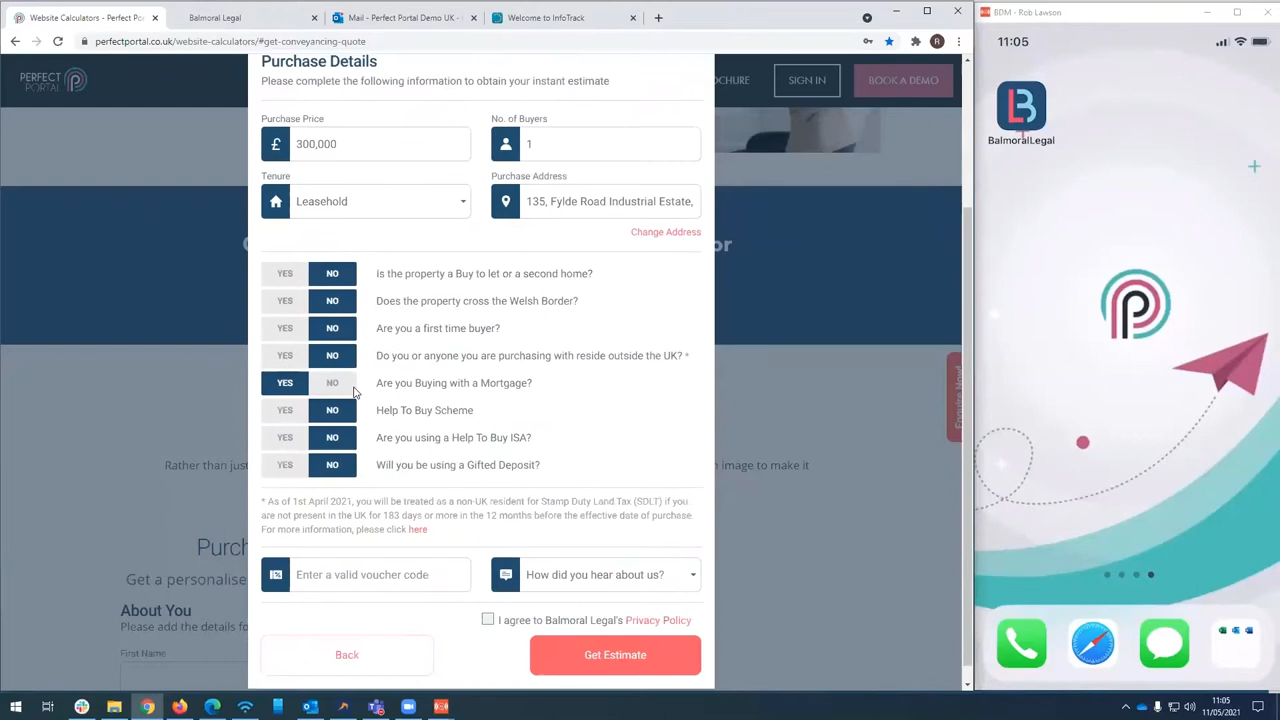 Website Calculators - Perfect Po
Balmoral Legal
Mail - Perfect Portal Demo UK
Welcome to InfoTrack
BDM - Rob Lawson
perfectportal.co.uk/website-calculators/#get-conveyancing-quote
R
11:05
PERFECT
PORTAL
OCHURE
SIGN IN
BOOK A DEMO
Purchase Details
Please complete the following information to obtain your instant estimate
Purchase Price
No. of Buyers
£
300,000
1
Tenure
Purchase Address
Leasehold
135, Fylde Road Industrial Estate,
Change Address
or
YES NO Is the property a Buy to let or a second home?
YES NO Does the property cross the Welsh Border?
YES NO Are you a first time buyer?
YES NO Do you or anyone you are purchasing with reside outside the UK? *
YES NO Are you Buying with a Mortgage?
YES NO Help To Buy Scheme
YES NO Are you using a Help To Buy ISA?
YES NO Will you be using a Gifted Deposit?
Enquire Now!
Rather than jus
n image to make it
* As of 1st April 2021, you will be treated as a non-UK resident for Stamp Duty Land Tax (SDLT) if you
are not present in the UK for 183 days or more in the 12 months before the effective date of purchase.
For more information, please click here
Purch
Get a personalise
Enter a valid voucher code
How did you hear about us?
About You
Please add the details fo
First Name
I agree to Balmoral Legal's Privacy Policy
Back
Get Estimate
BalmoralLegal
11:05
11/05/2021